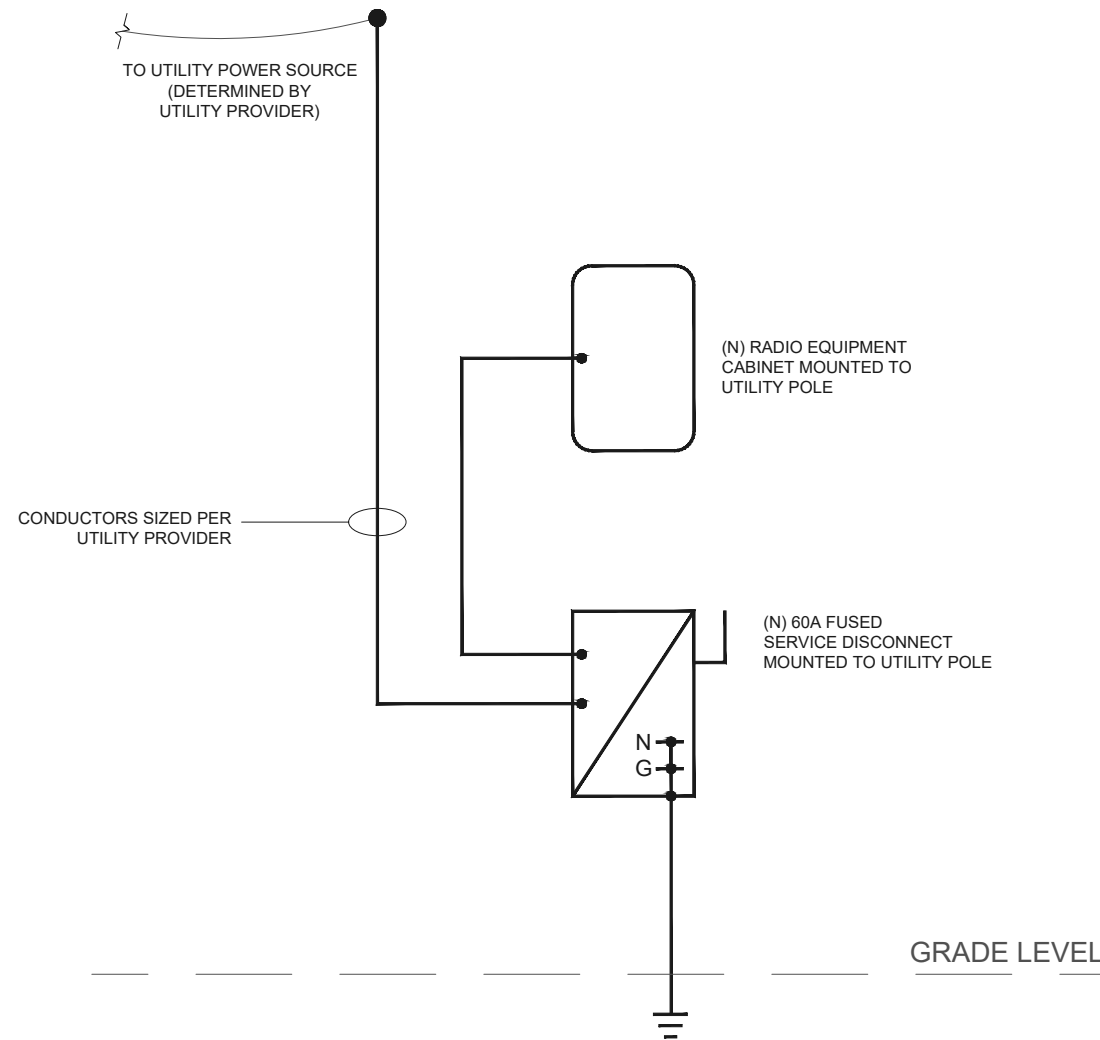 TO UTILITY POWER SOURCE
(DETERMINED BY
UTILITY PROVIDER)
(N) RADIO EQUIPMENT
CABINET MOUNTED TO
UTILITY POLE
CONDUCTORS SIZED PER
UTILITY PROVIDER
(N) 60A FUSED
SERVICE DISCONNECT
MOUNTED TO UTILITY POLE
N
G
GRADE LEVEL